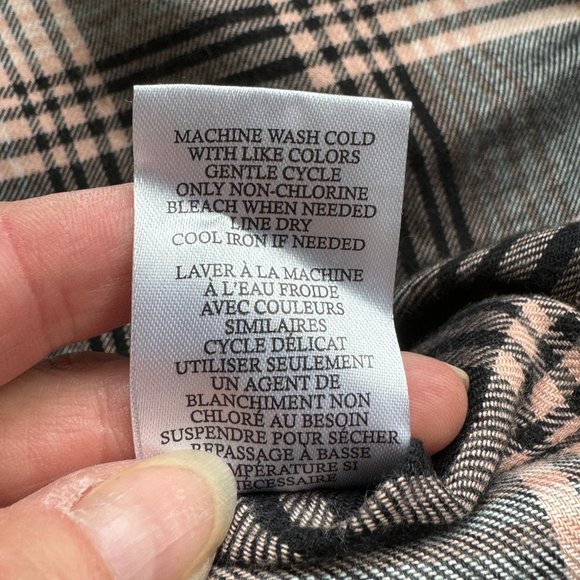 MACHINE WASH COLD
WITH LIKE COLORS
GENTLE CYCLE
ONLY NON-CHLORINE
BLEACH WHEN NEEDED
LINE DRY
COOL IRON IF NEEDED
LAVER À LA MACHINE
À L'EAU FROIDE
AVEC COULEURS
SIMILAIRES
CYCLE DÉLICAT
UTILISER SEULEMENT
UN AGENT DE
BLANCHIMENT NON
CHLORÉ AU BESOIN
SUSPENDRE POUR SÉCHER
REPASSAGE À BASSE
TEMPÉRATURE SI
NÉCESSAIRE